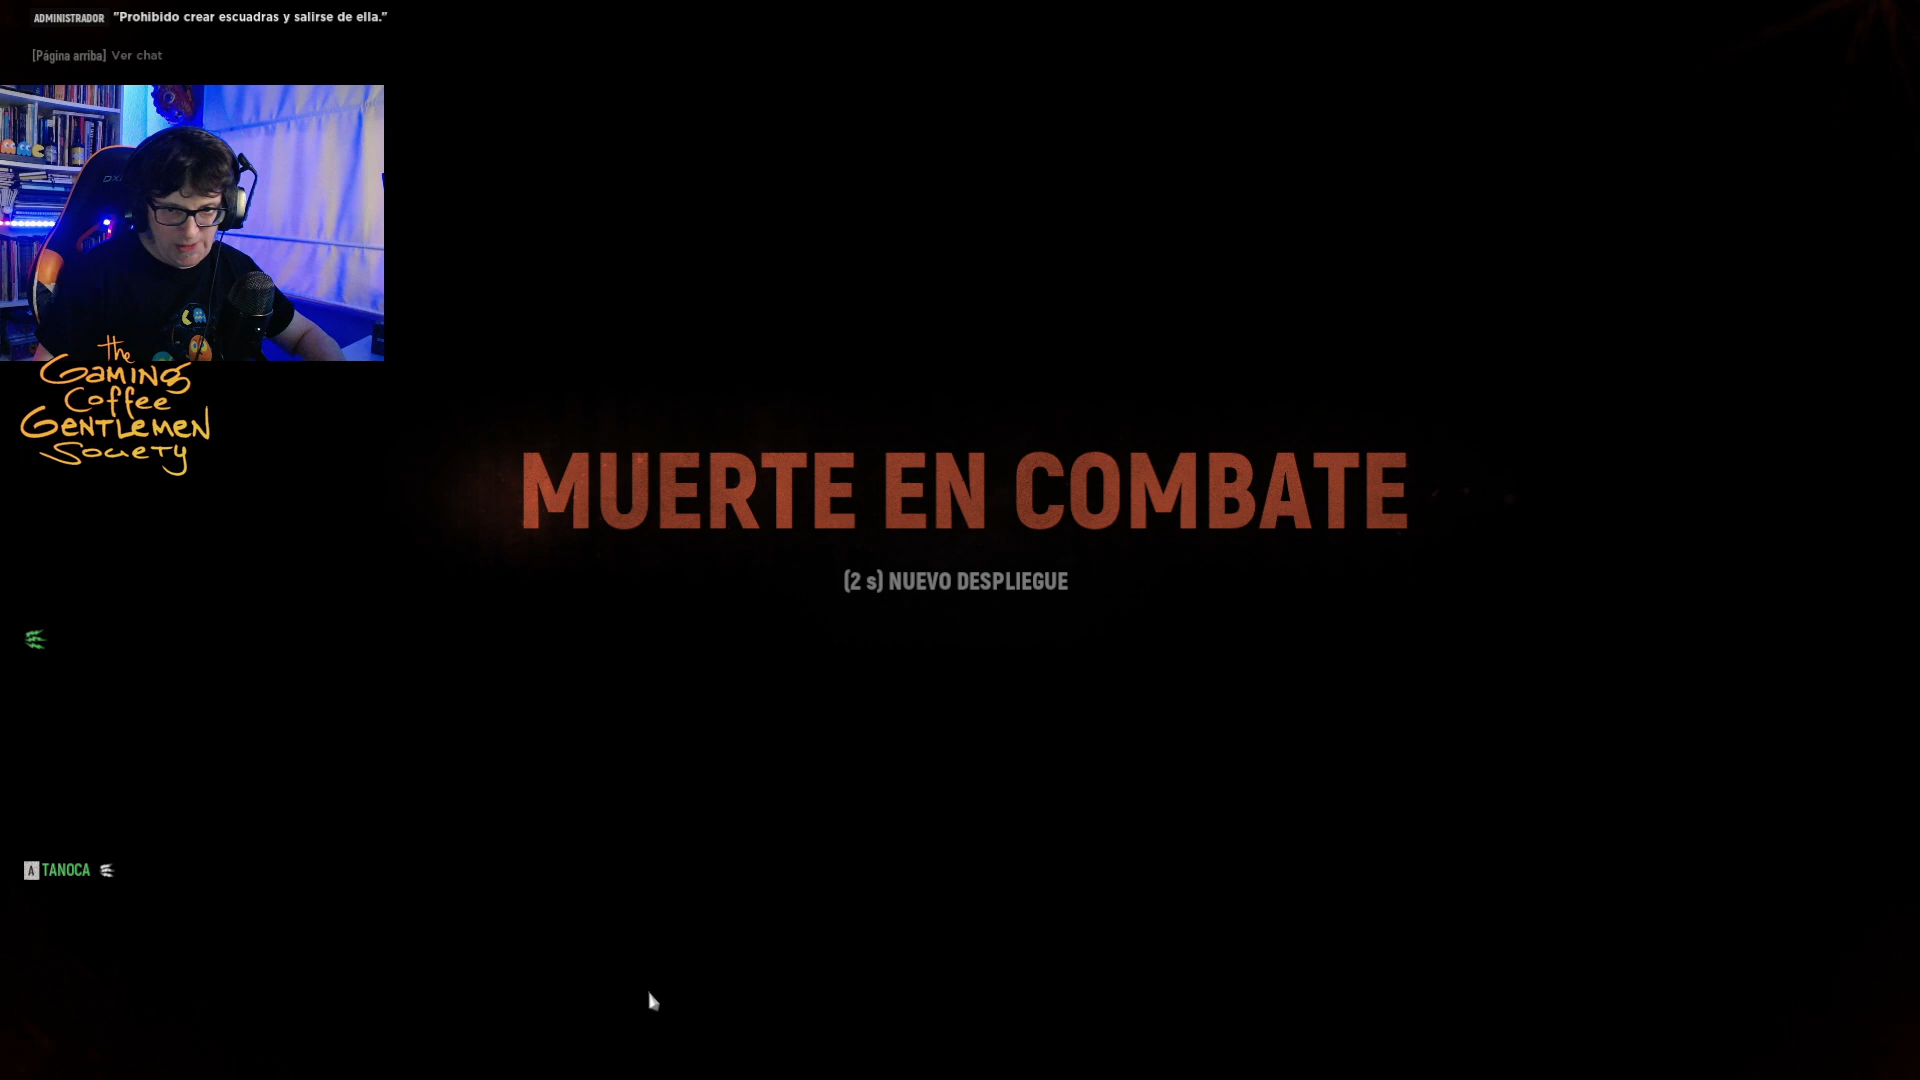 ADMINISTRADOR "Prohibido crear escuadras y salirse de ella."
[Página arriba] Ver chat
The
GAMING
Coffee
GENTLEMEN
Society
MUERTE EN COMBATE
(2 s) NUEVO DESPLIEGUE
A TANOCA